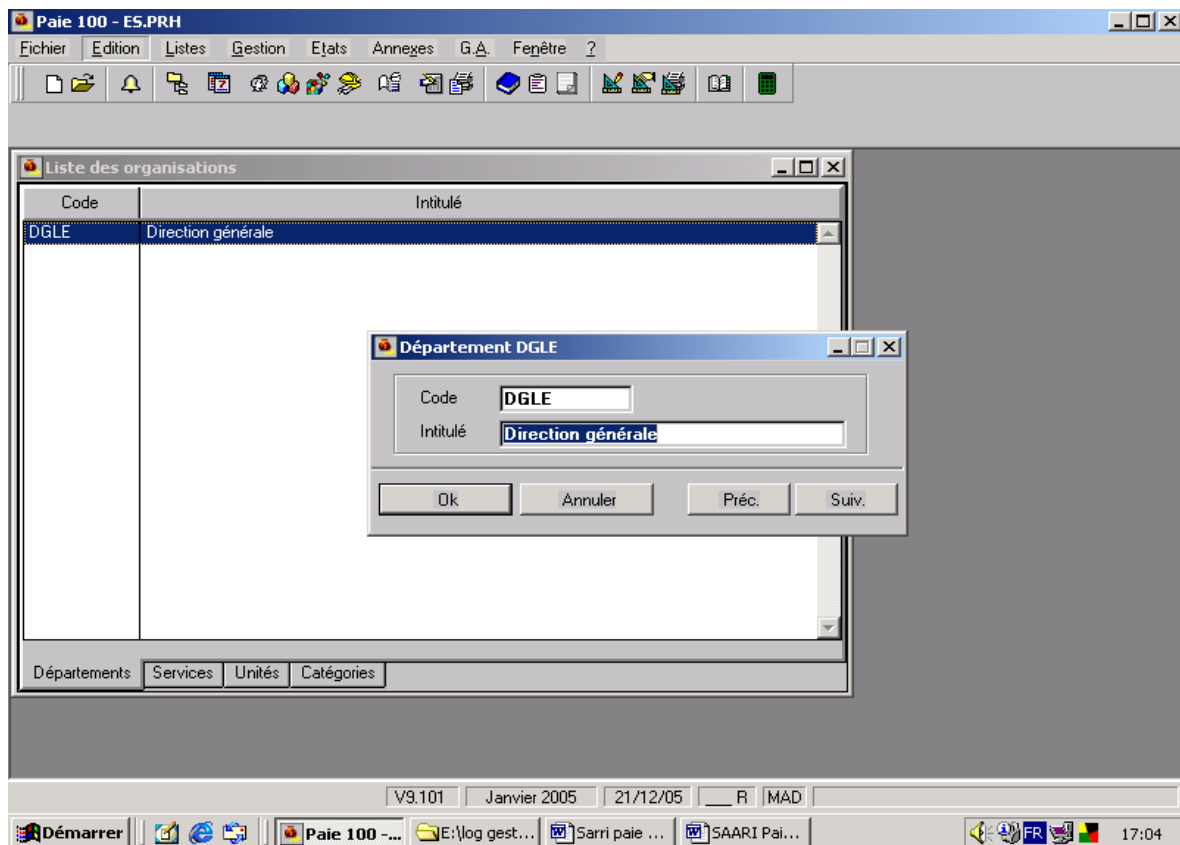 Paie 100 - ES.PRH
Fichier Edition Listes Gestion Etats Annexes G.A. Fenêtre ?
Liste des organisations
Code Intitulé
DGLE Direction générale
Département DGLE
Code DGLE
Intitulé Direction générale
Ok Annuler Préc. Suiv.
Départements Services Unités Catégories
V9.101 Janvier 2005 21/12/05 ___ R MAD
Démarrer Paie 100 -... E:\log gest... Sarri paie ... SAARI Pai... FR 17:04